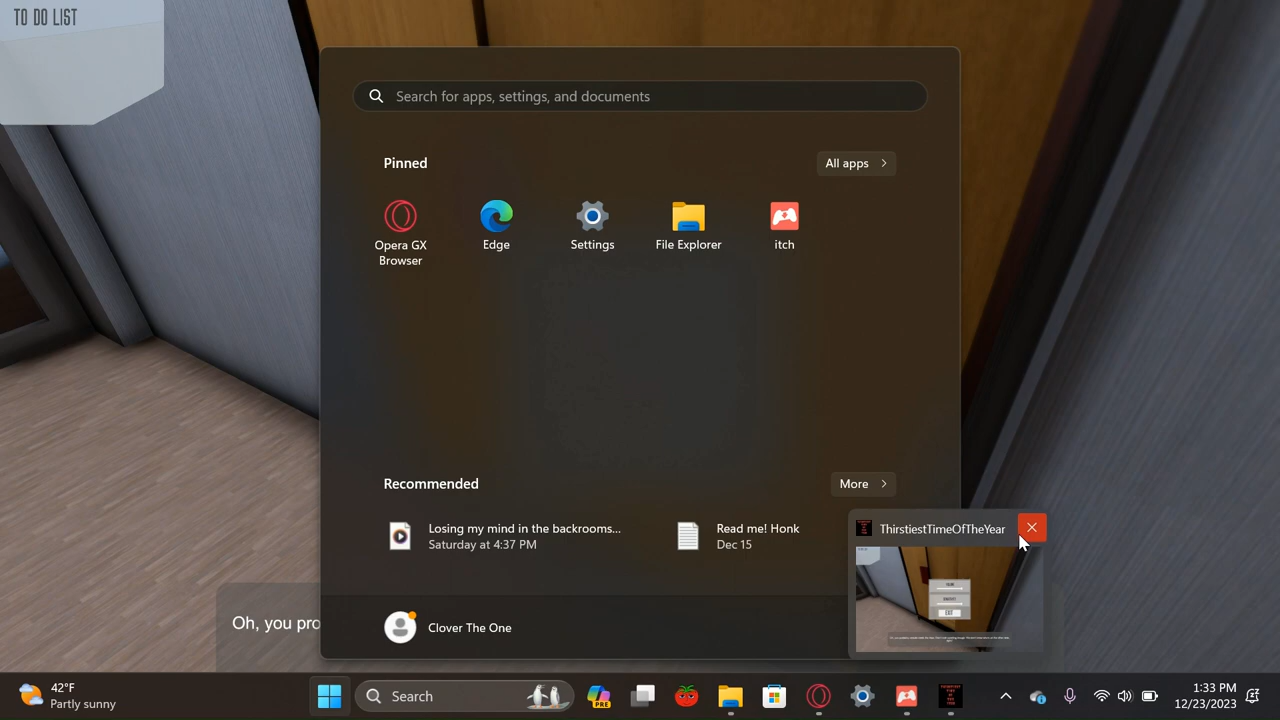 TO DO LIST
Search for apps, settings, and documents
Pinned
All apps
Opera GX
Browser
Edge
Settings
File Explorer
itch
Recommended
More
Losing my mind in the backrooms...
Saturday at 4:37 PM
Read me! Honk
Dec 15
ThirstiestTimeOfTheYear
Oh, you pro
Clover The One
EXIT
42°F
Partly sunny
Search
PRE
1:33 PM
12/23/2023